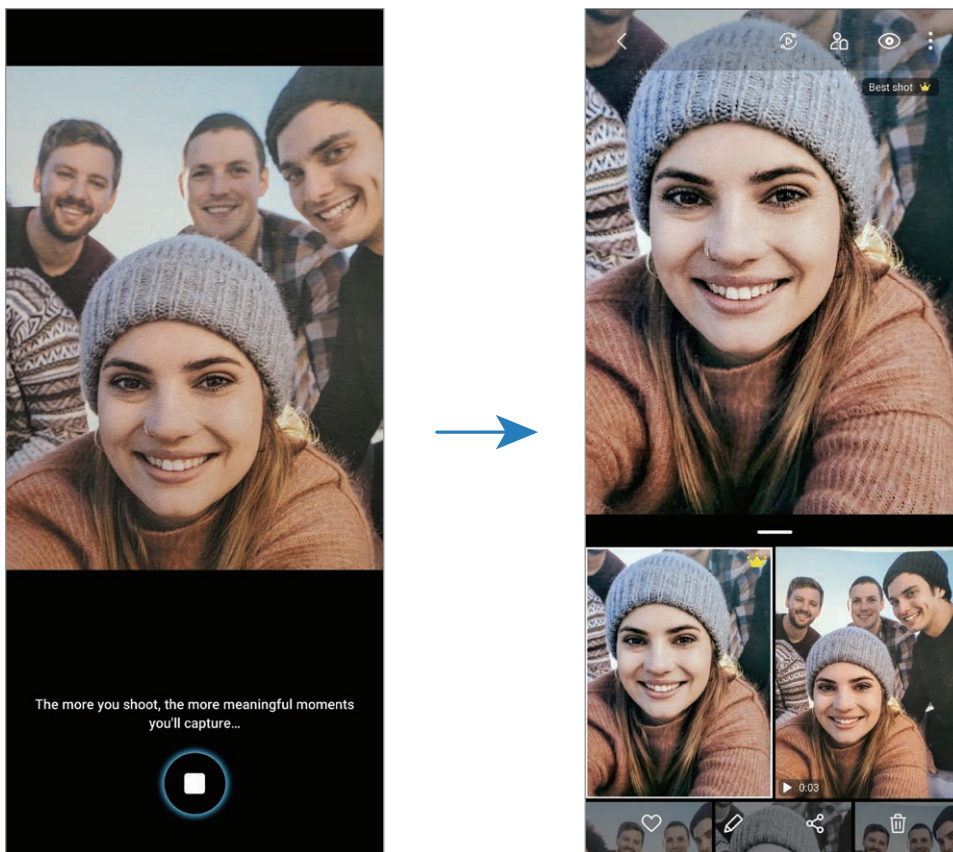 Best shot
The more you shoot, the more meaningful moments
you'll capture...
0:03